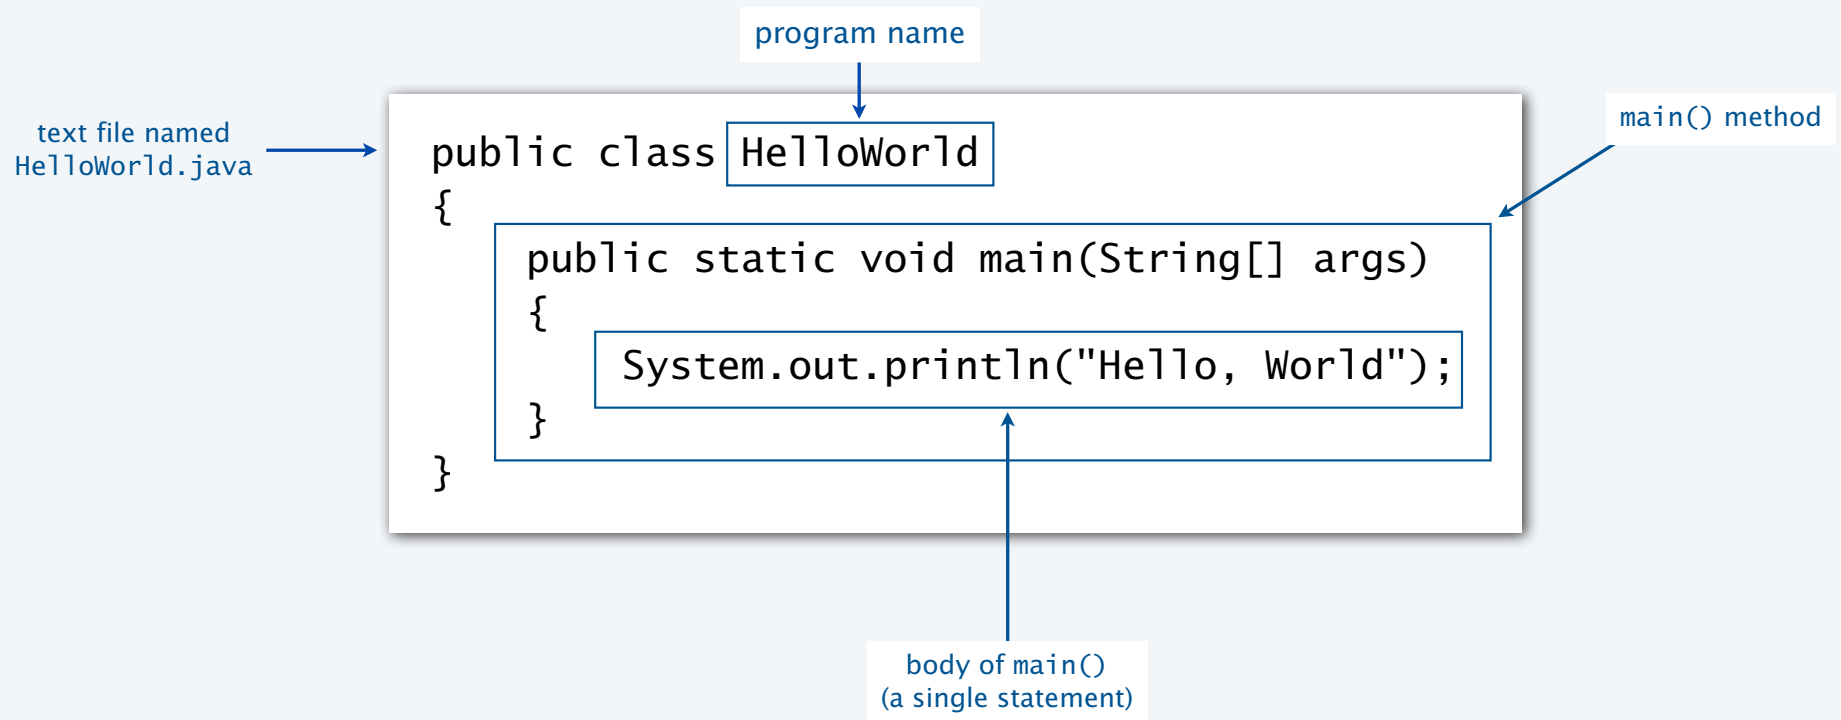 program name
text file named
HelloWorld.java
main() method
public class HelloWorld
{
public static void main(String[] args)
{
System.out.println("Hello, World");
}
}
body of main()
(a single statement)